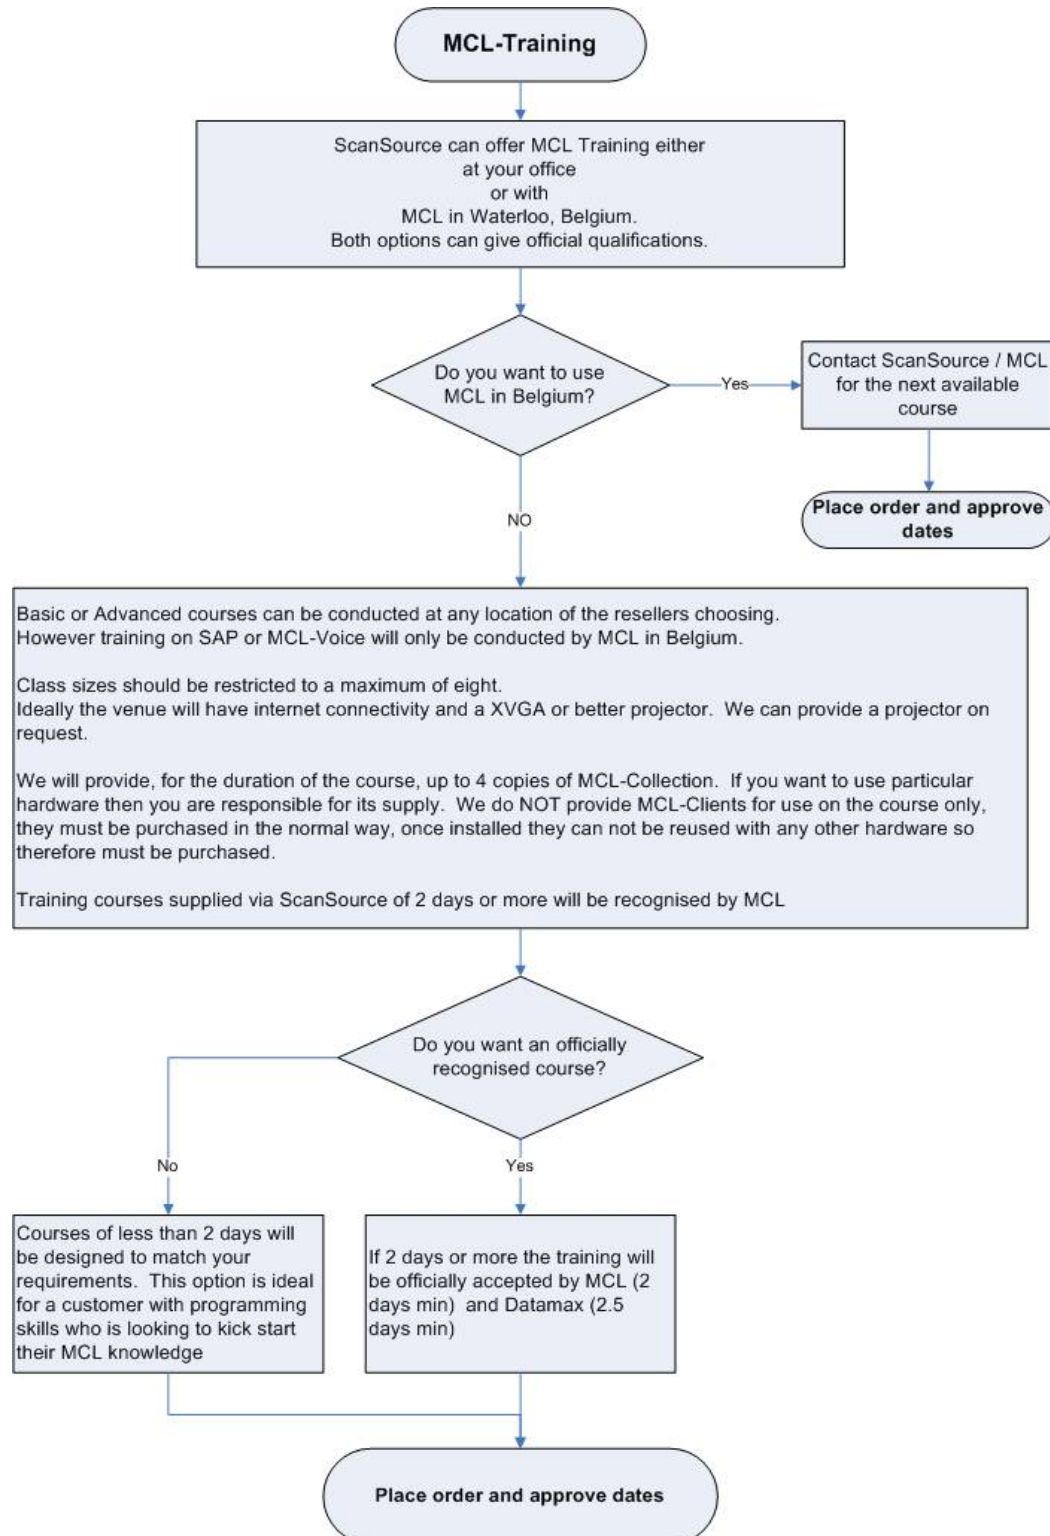 MCL-Training
ScanSource can offer MCL Training either
at your office
or with
MCL in Waterloo, Belgium.
Both options can give official qualifications.
Do you want to use
MCL in Belgium?
Yes
Contact ScanSource / MCL
for the next available
course
Place order and approve
dates
NO
Basic or Advanced courses can be conducted at any location of the resellers choosing.
However training on SAP or MCL-Voice will only be conducted by MCL in Belgium.
Class sizes should be restricted to a maximum of eight.
Ideally the venue will have internet connectivity and a XVGA or better projector. We can provide a projector on
request.
We will provide, for the duration of the course, up to 4 copies of MCL-Collection. If you want to use particular
hardware then you are responsible for its supply. We do NOT provide MCL-Clients for use on the course only,
they must be purchased in the normal way, once installed they can not be reused with any other hardware so
therefore must be purchased.
Training courses supplied via ScanSource of 2 days or more will be recognised by MCL
Do you want an officially
recognised course?
No
Yes
Courses of less than 2 days will
be designed to match your
requirements. This option is ideal
for a customer with programming
skills who is looking to kick start
their MCL knowledge
If 2 days or more the training will
be officially accepted by MCL (2
days min) and Datamax (2.5
days min)
Place order and approve dates